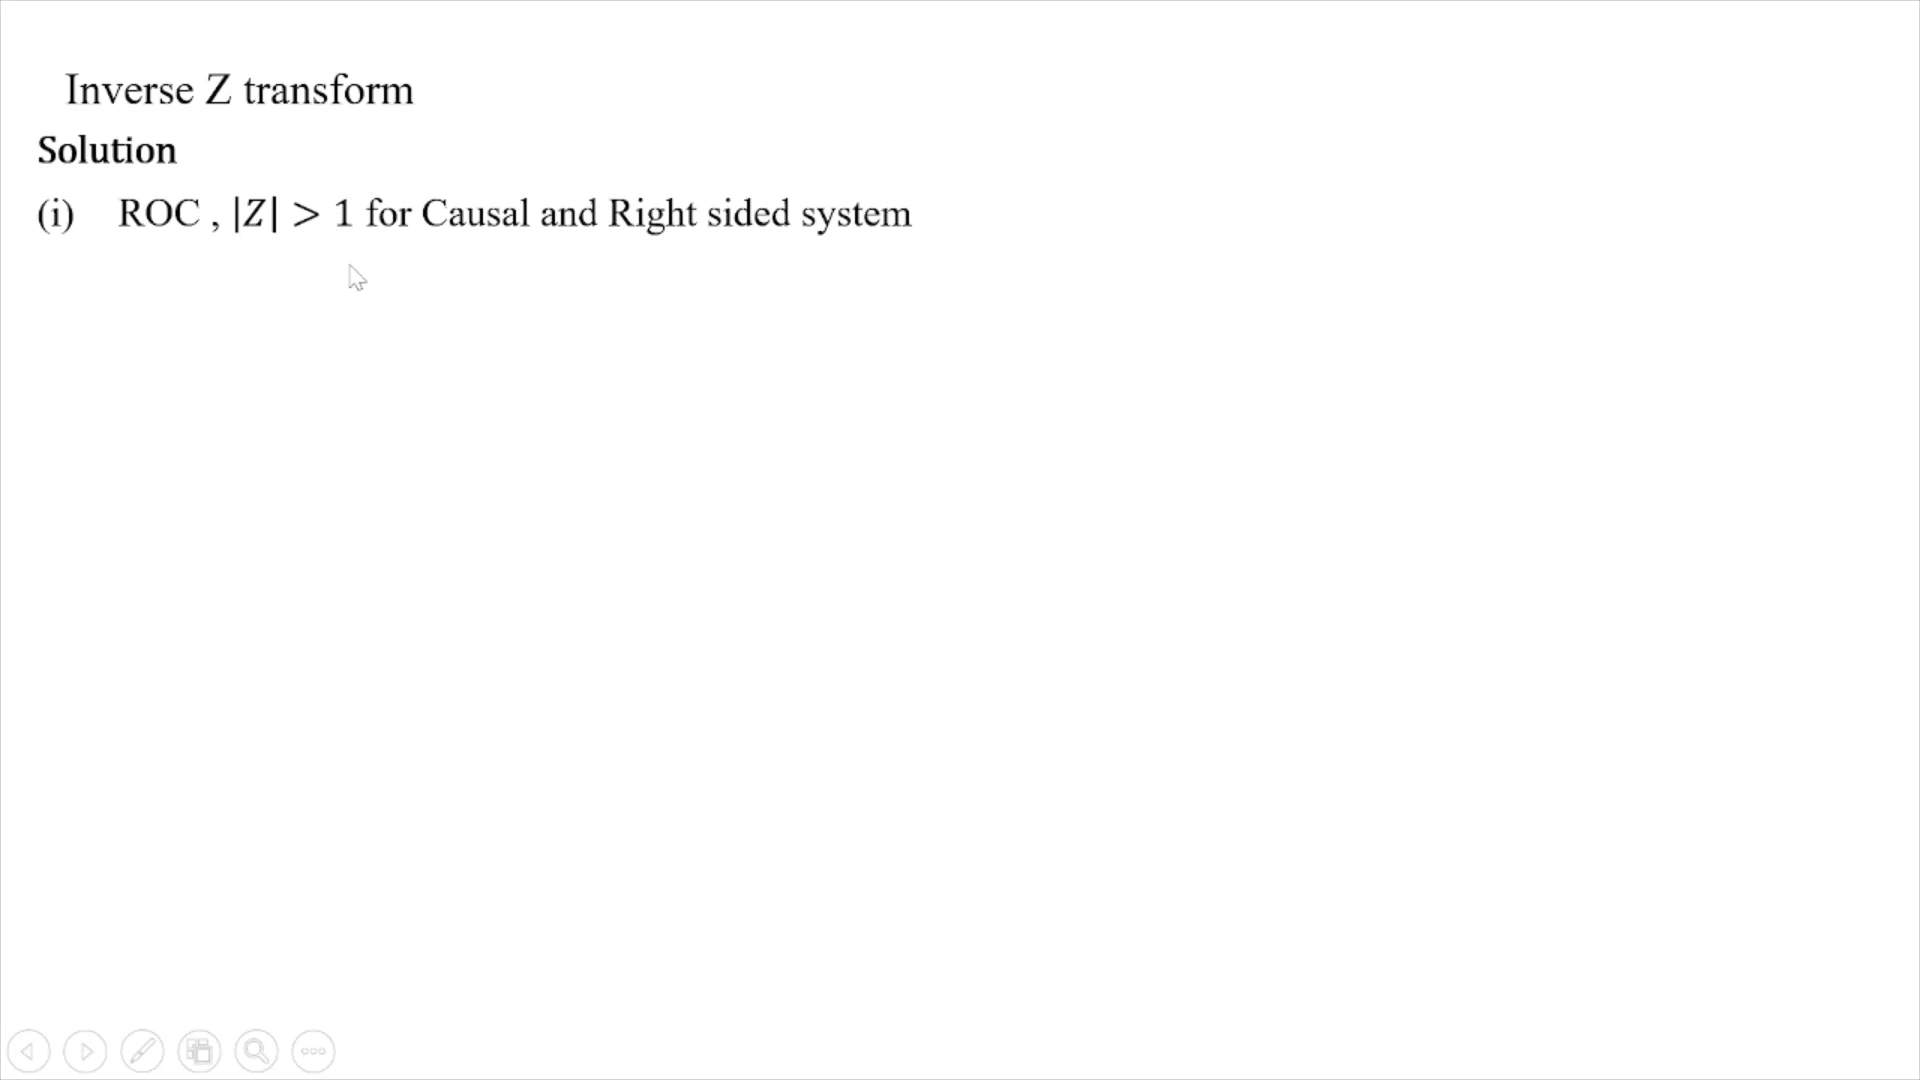 Inverse Z transform
Solution
(i) ROC , |Z| > 1 for Causal and Right sided system